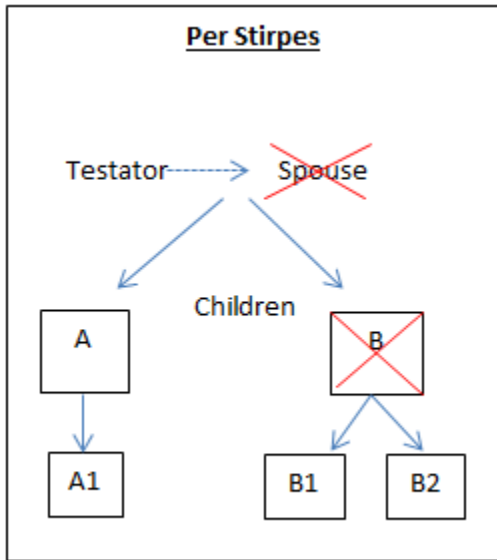 Per Stirpes
Testator Spouse
Children
A B
A1 B1 B2